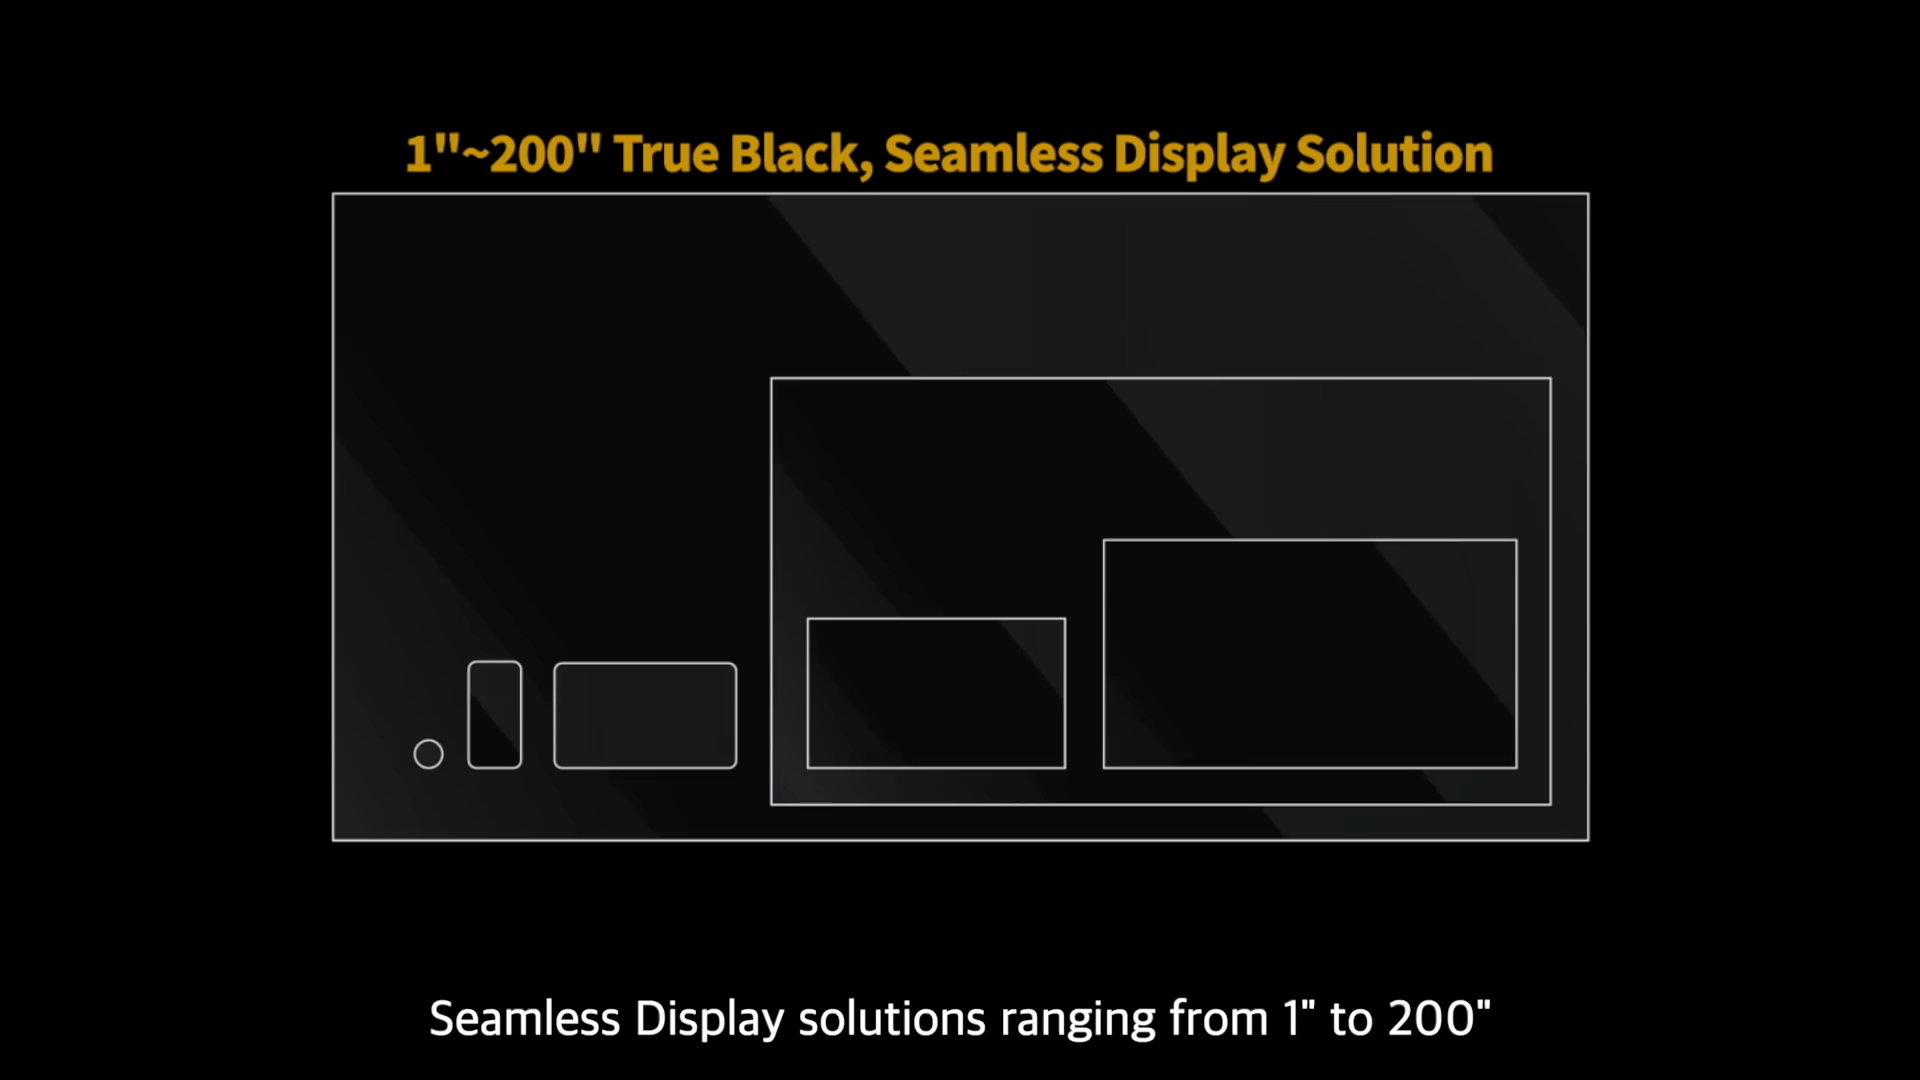 1"~200" True Black, Seamless Display Solution
Seamless Display solutions ranging from 1" to 200"